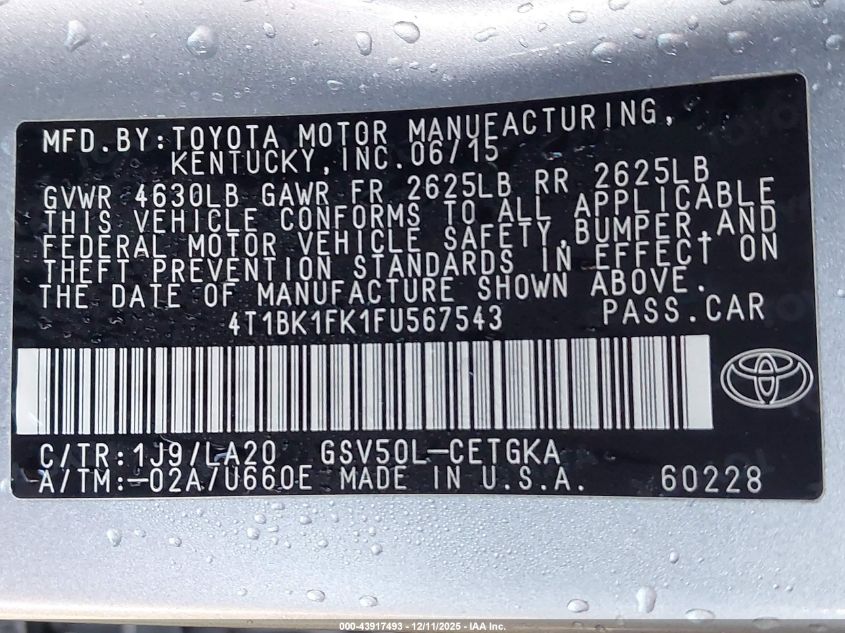 MFD.BY:TOYOTA MOTOR MANUFACTURING,
KENTUCKY,INC.06/15
GVWR 4630LB GAWR FR 2625LB RR 2625LB
THIS VEHICLE CONFORMS TO ALL APPLICABLE
FEDERAL MOTOR VEHICLE SAFETY,BUMPER,AND
THEFT PREVENTION STANDARDS IN EFFECT ON
THE DATE OF MANUFACTURE SHOWN ABOVE.
4T1BK1FK1FU567543 PASS.CAR
C/TR:1J9/LA20 GSV50L-CETGKA
A/TM:-02A/U660E MADE IN U.S.A. 60228
000-43917493 - 12/11/2025 - IAA Inc.